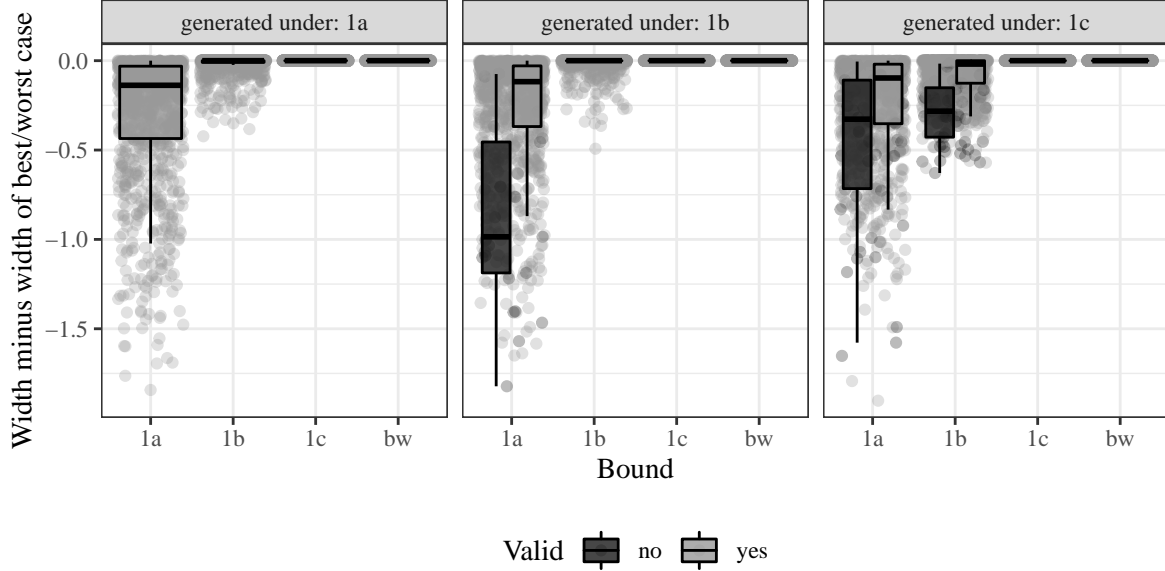 generated under: 1a
generated under: 1b
generated under: 1c
Width minus width of best/worst case
0.0
−0.5
−1.0
−1.5
1a 1b 1c bw
1a 1b 1c bw
1a 1b 1c bw
Bound
Valid no yes